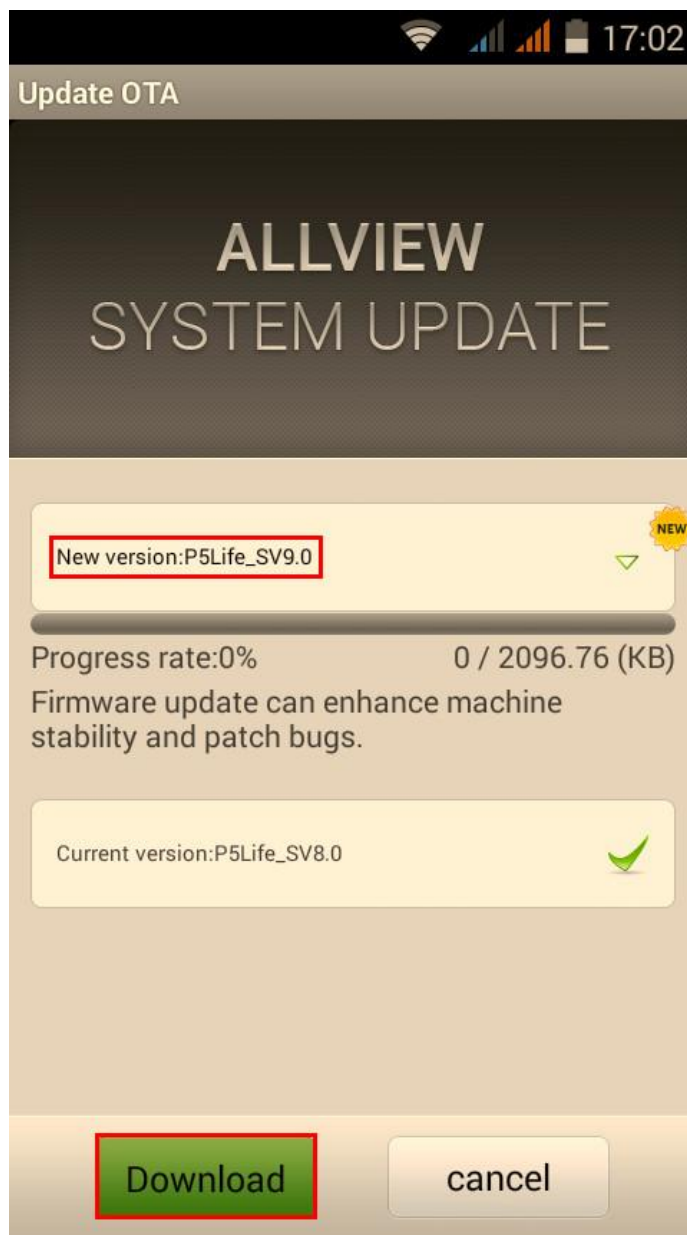 17:02
Update OTA
ALLVIEW
SYSTEM UPDATE
NEW
New version:P5Life_SV9.0
Progress rate:0% 0 / 2096.76 (KB)
Firmware update can enhance machine
stability and patch bugs.
Current version:P5Life_SV8.0
Download cancel